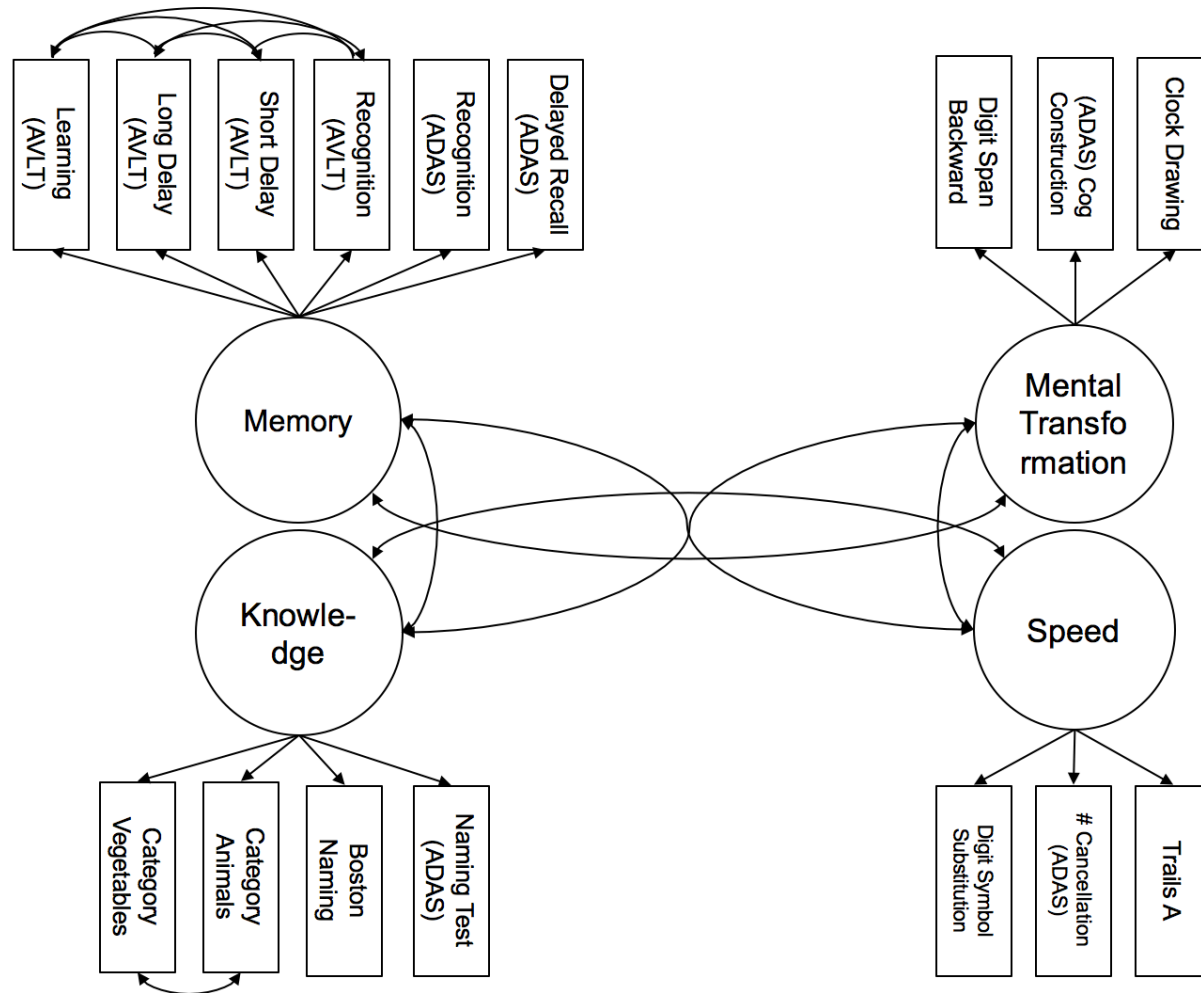 Learning
(AVLT)
Long Delay
(AVLT)
Short Delay
(AVLT)
Recognition
(AVLT)
Recognition
(ADAS)
Delayed Recall
(ADAS)
Digit Span
Backward
(ADAS) Cog
Construction
Clock Drawing
Memory
Mental
Transfo
rmation
Knowle-
dge
Speed
Category
Vegetables
Category
Animals
Boston
Naming
Naming Test
(ADAS)
Digit Symbol
Substitution
# Cancellation
(ADAS)
Trails A